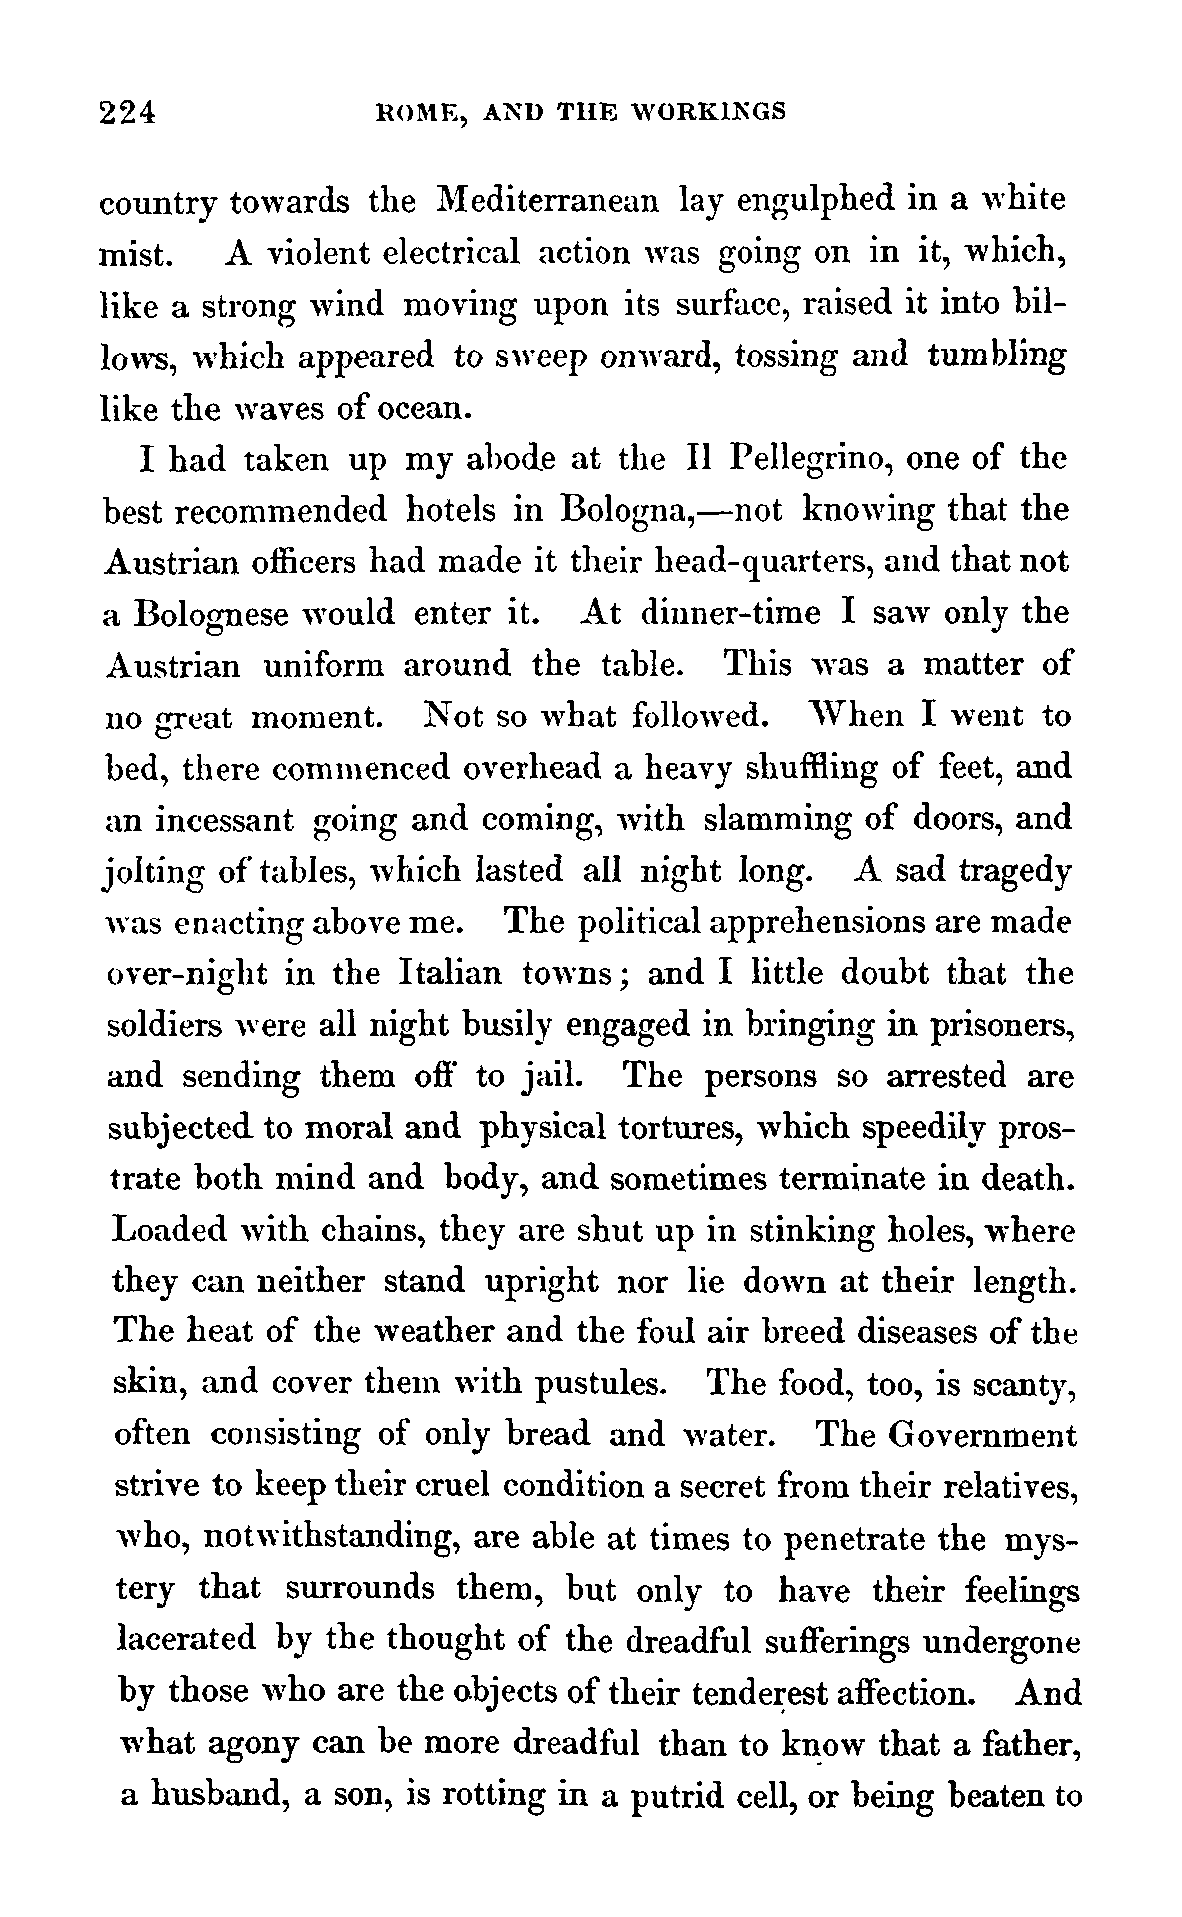 224 ROME, AND THE WORKINGS
country towards the Mediterranean lay engulphed in a white
mist. A violent electrical action was going on in it, which,
like a strong wind moving upon its surface, raised it into bil-
lows, which appeared to sweep onward, tossing and tumbling
like the waves of ocean.
I had taken up my abode at the Il Pellegrino, one of the
best recommended hotels in Bologna,—not knowing that the
Austrian officers had made it their head-quarters, and that not
a Bolognese would enter it. At dinner-time I saw only the
Austrian uniform around the table. This was a matter of
no great moment. Not so what followed. When I went to
bed, there commenced overhead a heavy shuffling of feet, and
an incessant going and coming, with slamming of doors, and
jolting of tables, which lasted all night long. A sad tragedy
was enacting above me. The political apprehensions are made
over-night in the Italian towns; and I little doubt that the
soldiers were all night busily engaged in bringing in prisoners,
and sending them off to jail. The persons so arrested are
subjected to moral and physical tortures, which speedily pros-
trate both mind and body, and sometimes terminate in death.
Loaded with chains, they are shut up in stinking holes, where
they can neither stand upright nor lie down at their length.
The heat of the weather and the foul air breed diseases of the
skin, and cover them with pustules. The food, too, is scanty,
often consisting of only bread and water. The Government
strive to keep their cruel condition a secret from their relatives,
who, notwithstanding, are able at times to penetrate the mys-
tery that surrounds them, but only to have their feelings
lacerated by the thought of the dreadful sufferings undergone
by those who are the objects of their tenderest affection. And
what agony can be more dreadful than to know that a father,
a husband, a son, is rotting in a putrid cell, or being beaten to